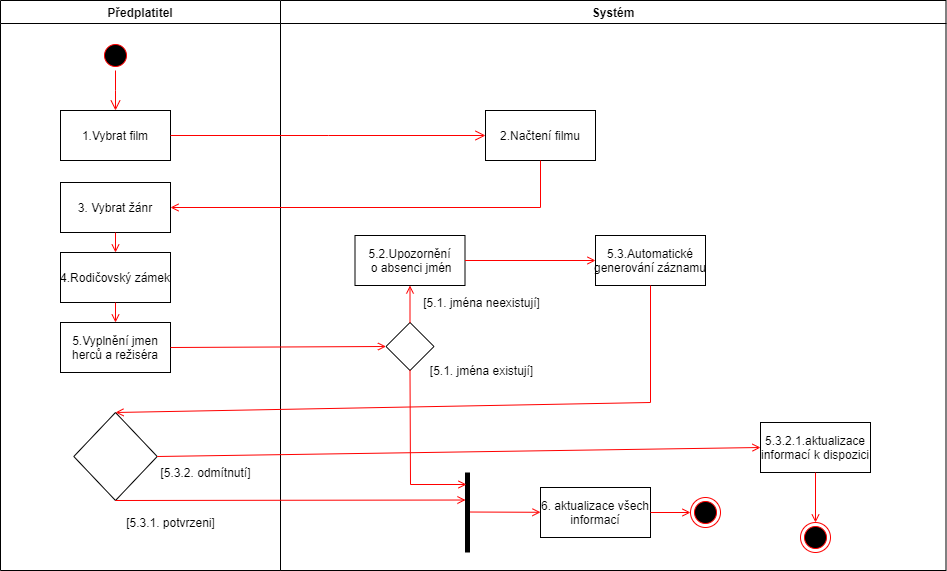 Předplatitel
Systém
1.Vybrat film
2.Načtení filmu
3. Vybrat žánr
4.Rodičovský zámek
5.Vyplnění jmen
herců a režiséra
5.2.Upozornění
o absenci jmén
5.3.Automatické
generování záznamu
[5.1. jména neexistují]
[5.1. jména existují]
[5.3.2. odmítnutí]
[5.3.1. potvrzeni]
5.3.2.1.aktualizace
informací k dispozici
6. aktualizace všech
informací